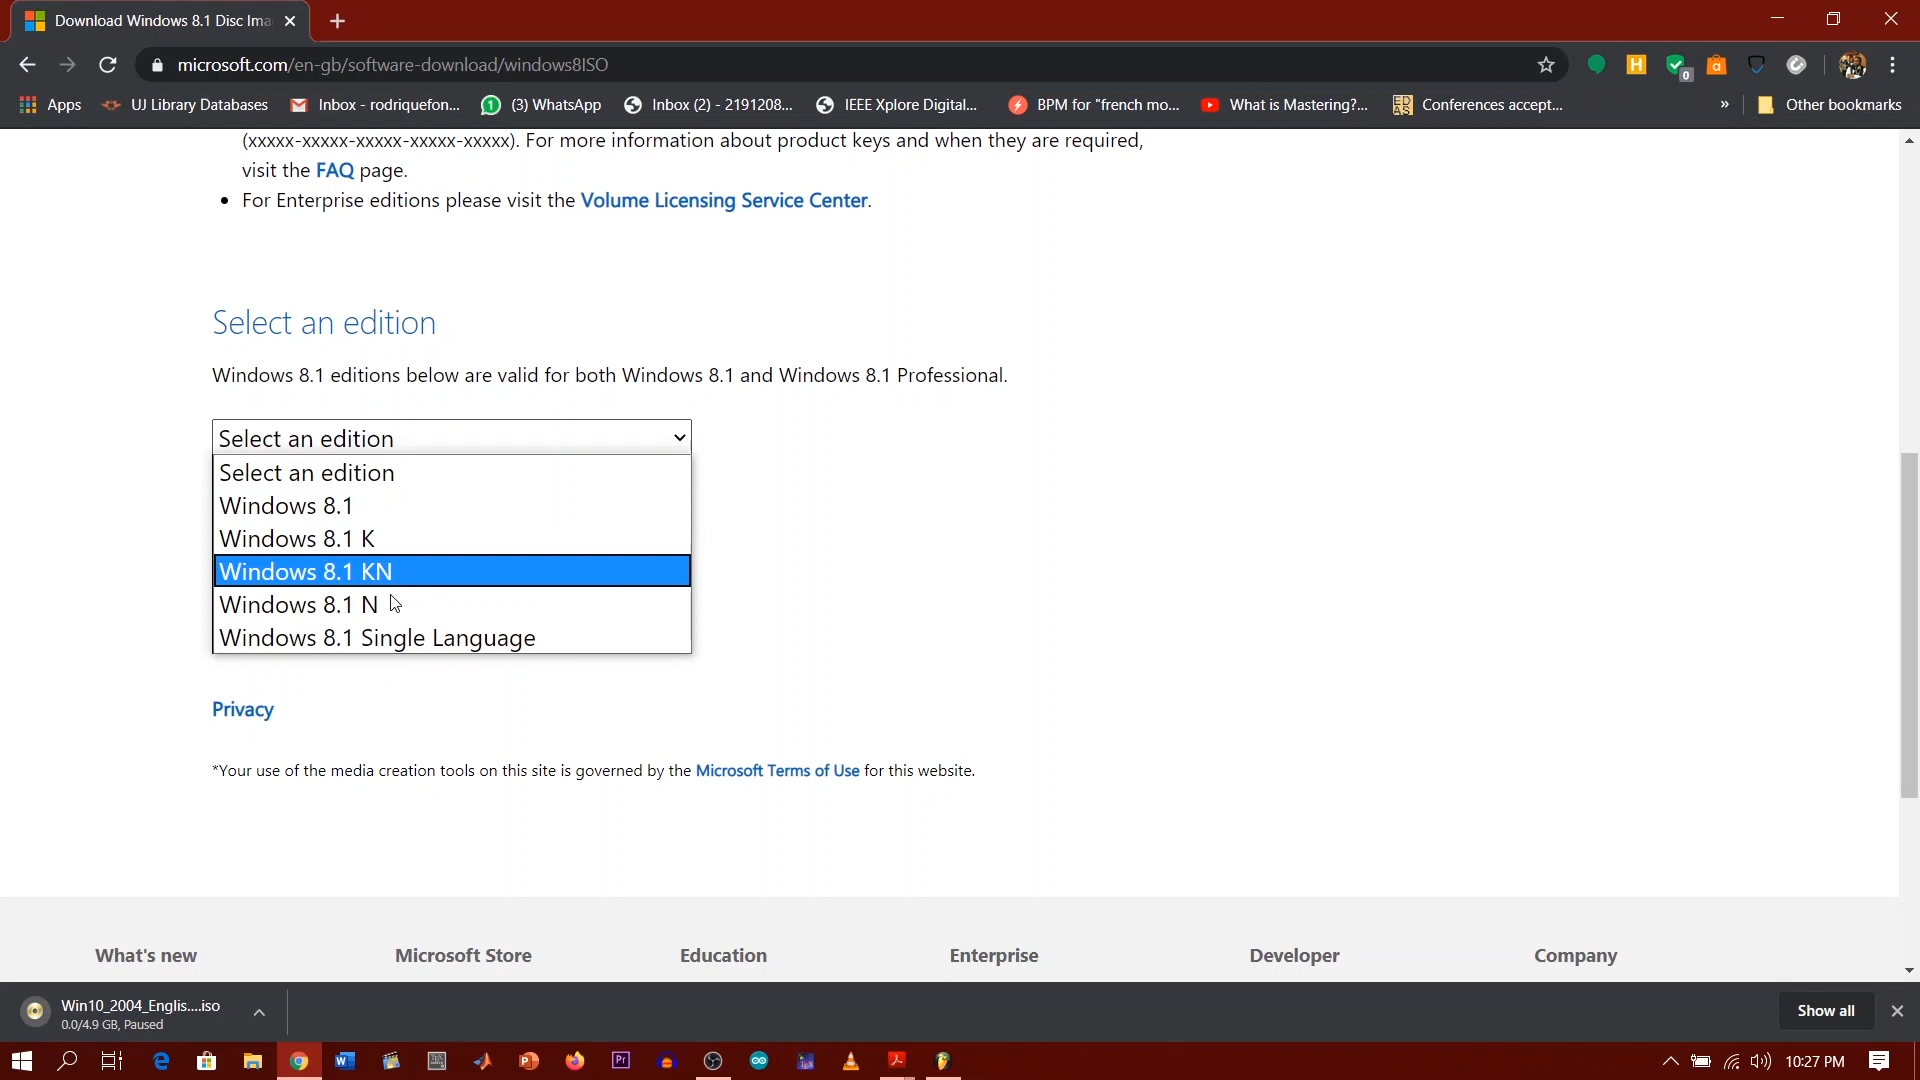 Download Windows 8.1 Disc Ima
microsoft.com/en-gb/software-download/windows8ISO
H
0
a
Apps
UJ Library Databases
Inbox - rodriquefon...
(3) WhatsApp
Inbox (2) - 2191208...
IEEE Xplore Digital...
BPM for "french mo...
What is Mastering?...
Conferences accept...
»
Other bookmarks
(xxxxx-xxxxx-xxxxx-xxxxx-xxxxx). For more information about product keys and when they are required,
visit the FAQ page.
• For Enterprise editions please visit the Volume Licensing Service Center.
Select an edition
Windows 8.1 editions below are valid for both Windows 8.1 and Windows 8.1 Professional.
Select an edition
Select an edition
Windows 8.1
Windows 8.1 K
Windows 8.1 KN
Windows 8.1 N
Windows 8.1 Single Language
Privacy
*Your use of the media creation tools on this site is governed by the Microsoft Terms of Use for this website.
What's new
Microsoft Store
Education
Enterprise
Developer
Company
Win10_2004_Englis....iso
0.0/4.9 GB, Paused
Show all
10:27 PM